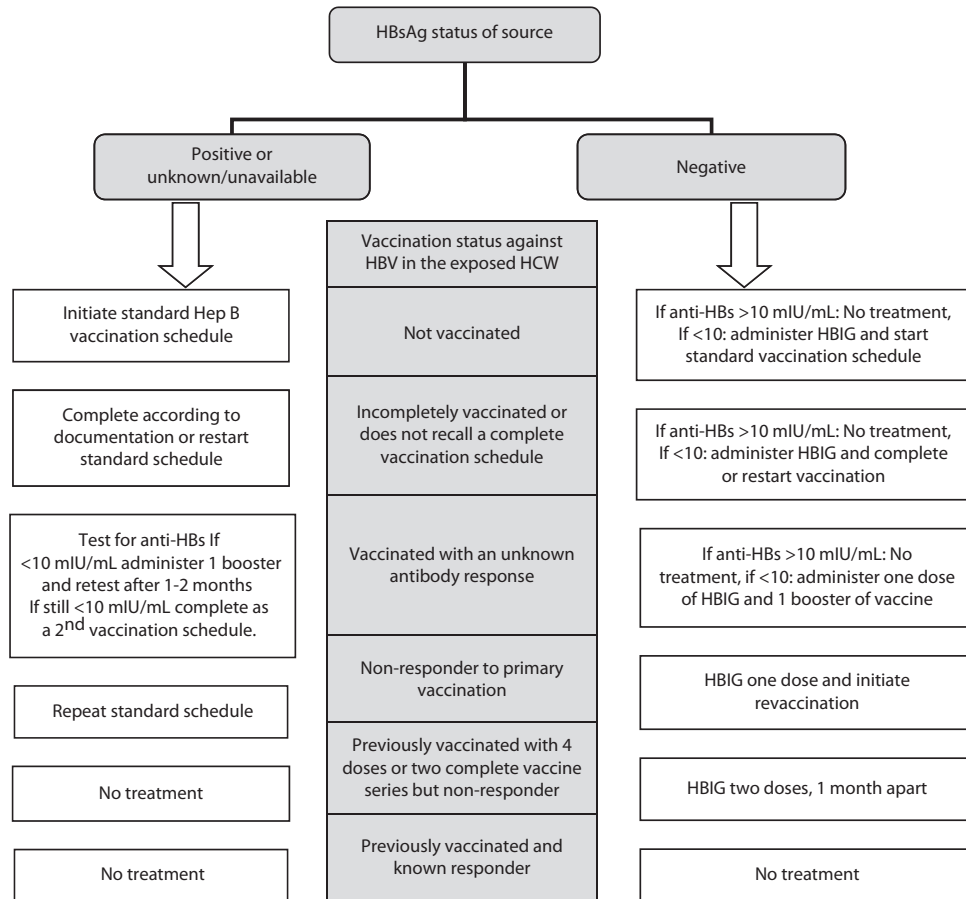 HBsAg status of source
Positive or
unknown/unavailable
Negative
Vaccination status against
HBV in the exposed HCW
Initiate standard Hep B
vaccination schedule
Not vaccinated
If anti-HBs >10 mIU/mL: No treatment,
If <10: administer HBIG and start
standard vaccination schedule
Complete according to
documentation or restart
standard schedule
Incompletely vaccinated or
does not recall a complete
vaccination schedule
If anti-HBs >10 mIU/mL: No treatment,
If <10: administer HBIG and complete
or restart vaccination
Test for anti-HBs If
<10 mIU/mL administer 1 booster
and retest after 1-2 months
If still <10 mIU/mL complete as
a 2nd vaccination schedule.
Vaccinated with an unknown
antibody response
If anti-HBs >10 mIU/mL: No
treatment, if <10: administer one dose
of HBIG and 1 booster of vaccine
Repeat standard schedule
Non-responder to primary
vaccination
HBIG one dose and initiate
revaccination
No treatment
Previously vaccinated with 4
doses or two complete vaccine
series but non-responder
HBIG two doses, 1 month apart
No treatment
Previously vaccinated and
known responder
No treatment